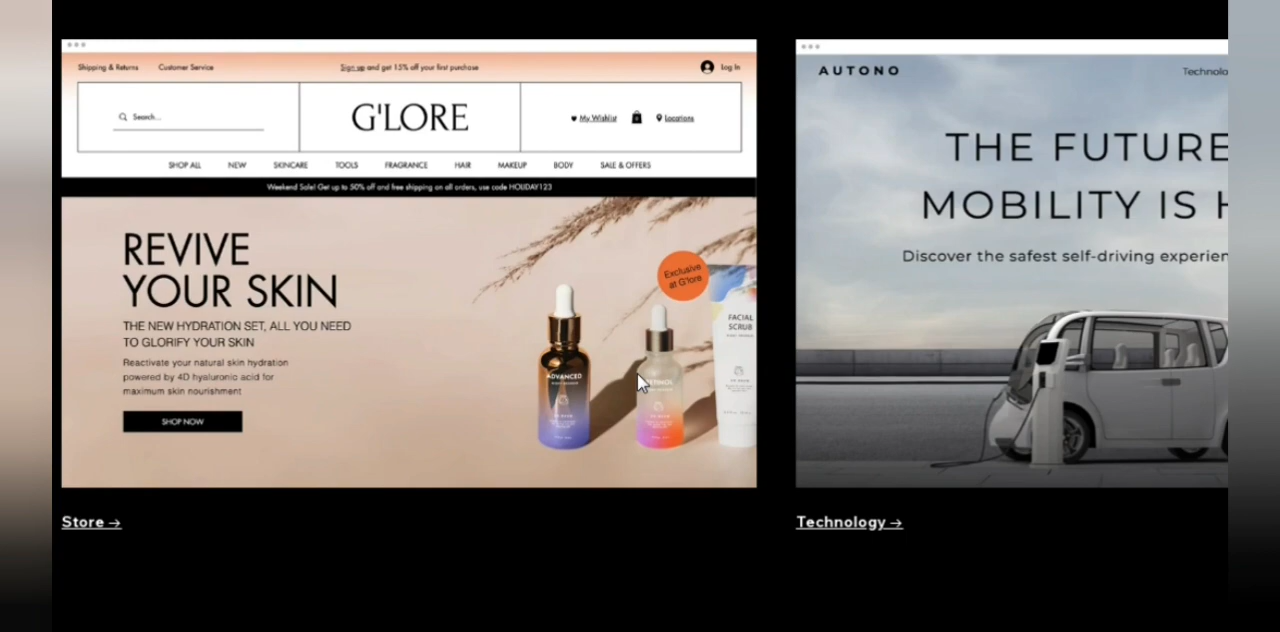 Shipping & Returns
Customer Service
Sign up and get 15% off your first purchase
Log In
Search...
G'LORE
My Wishlist
Locations
SHOP ALL
NEW
SKINCARE
TOOLS
FRAGRANCE
HAIR
MAKEUP
BODY
SALE & OFFERS
Weekend Sale! Get up to 50% off and free shipping on all orders, use code HOLIDAY123
REVIVE
YOUR SKIN
THE NEW HYDRATION SET, ALL YOU NEED
TO GLORIFY YOUR SKIN
Reactivate your natural skin hydration
powered by 4D hyaluronic acid for
maximum skin nourishment
SHOP NOW
Exclusive
at G'lore
ADVANCED
FACIAL
SCRUB
Store →
AUTONO
Technolo
THE FUTURE
MOBILITY IS
Discover the safest self-driving experien
Technology →